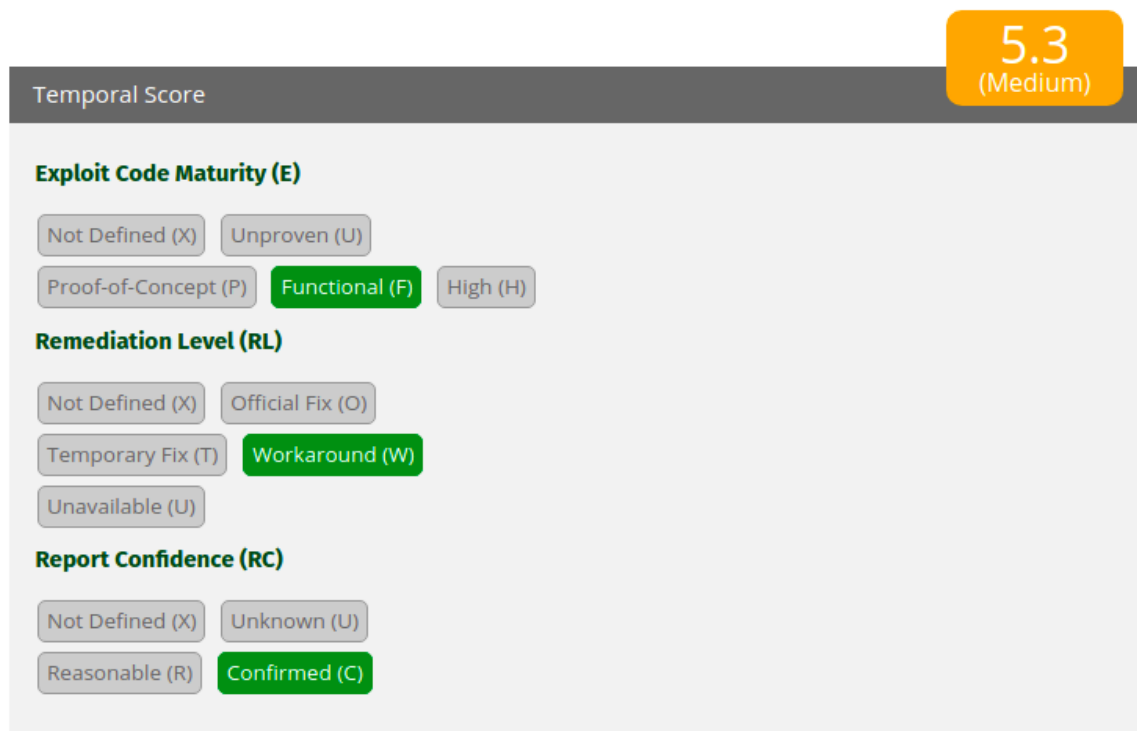 5.3
(Medium)
Temporal Score
Exploit Code Maturity (E)
Not Defined (X) Unproven (U)
Proof-of-Concept (P) Functional (F) High (H)
Remediation Level (RL)
Not Defined (X) Official Fix (O)
Temporary Fix (T) Workaround (W)
Unavailable (U)
Report Confidence (RC)
Not Defined (X) Unknown (U)
Reasonable (R) Confirmed (C)